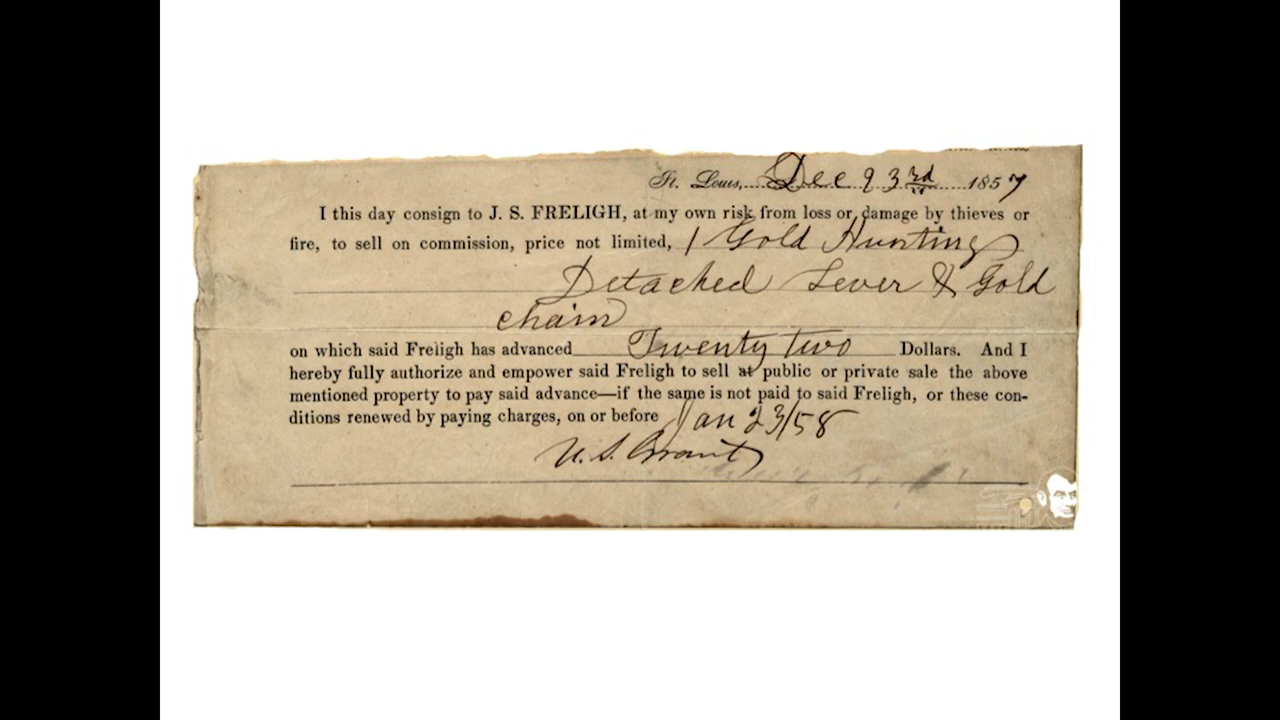 St. Louis, Dec 23rd 1857
I this day consign to J. S. FRELIGH, at my own risk from loss or damage by thieves or
fire, to sell on commission, price not limited, 1 Gold Hunting
Detached Lever & Gold
chain
on which said Freligh has advanced Twenty two Dollars. And I
hereby fully authorize and empower said Freligh to sell at public or private sale the above
mentioned property to pay said advance—if the same is not paid to said Freligh, or these con-
ditions renewed by paying charges, on or before Jan 23/58
U. S. Grant